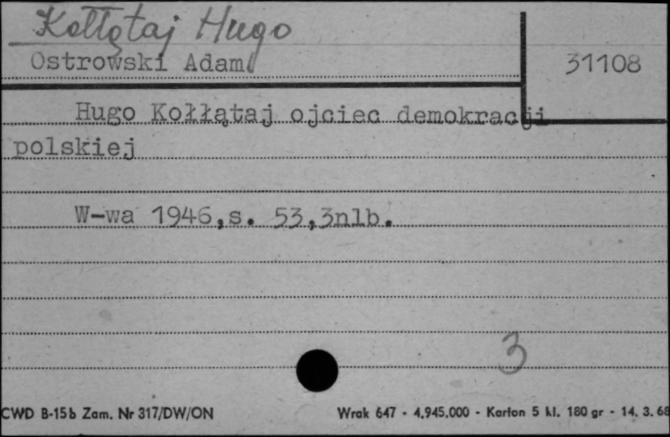 Kołłątaj Hugo
Ostrowski Adam
31108
Hugo Kołłątaj ojciec demokracji
polskiej
W-wa 1946,s. 53,3nlb.
3
CWD B-15b Zam. Nr 317/DW/ON
Wrak 647 - 4.945.000 - Karton 5 kl. 180 gr - 14. 3. 68